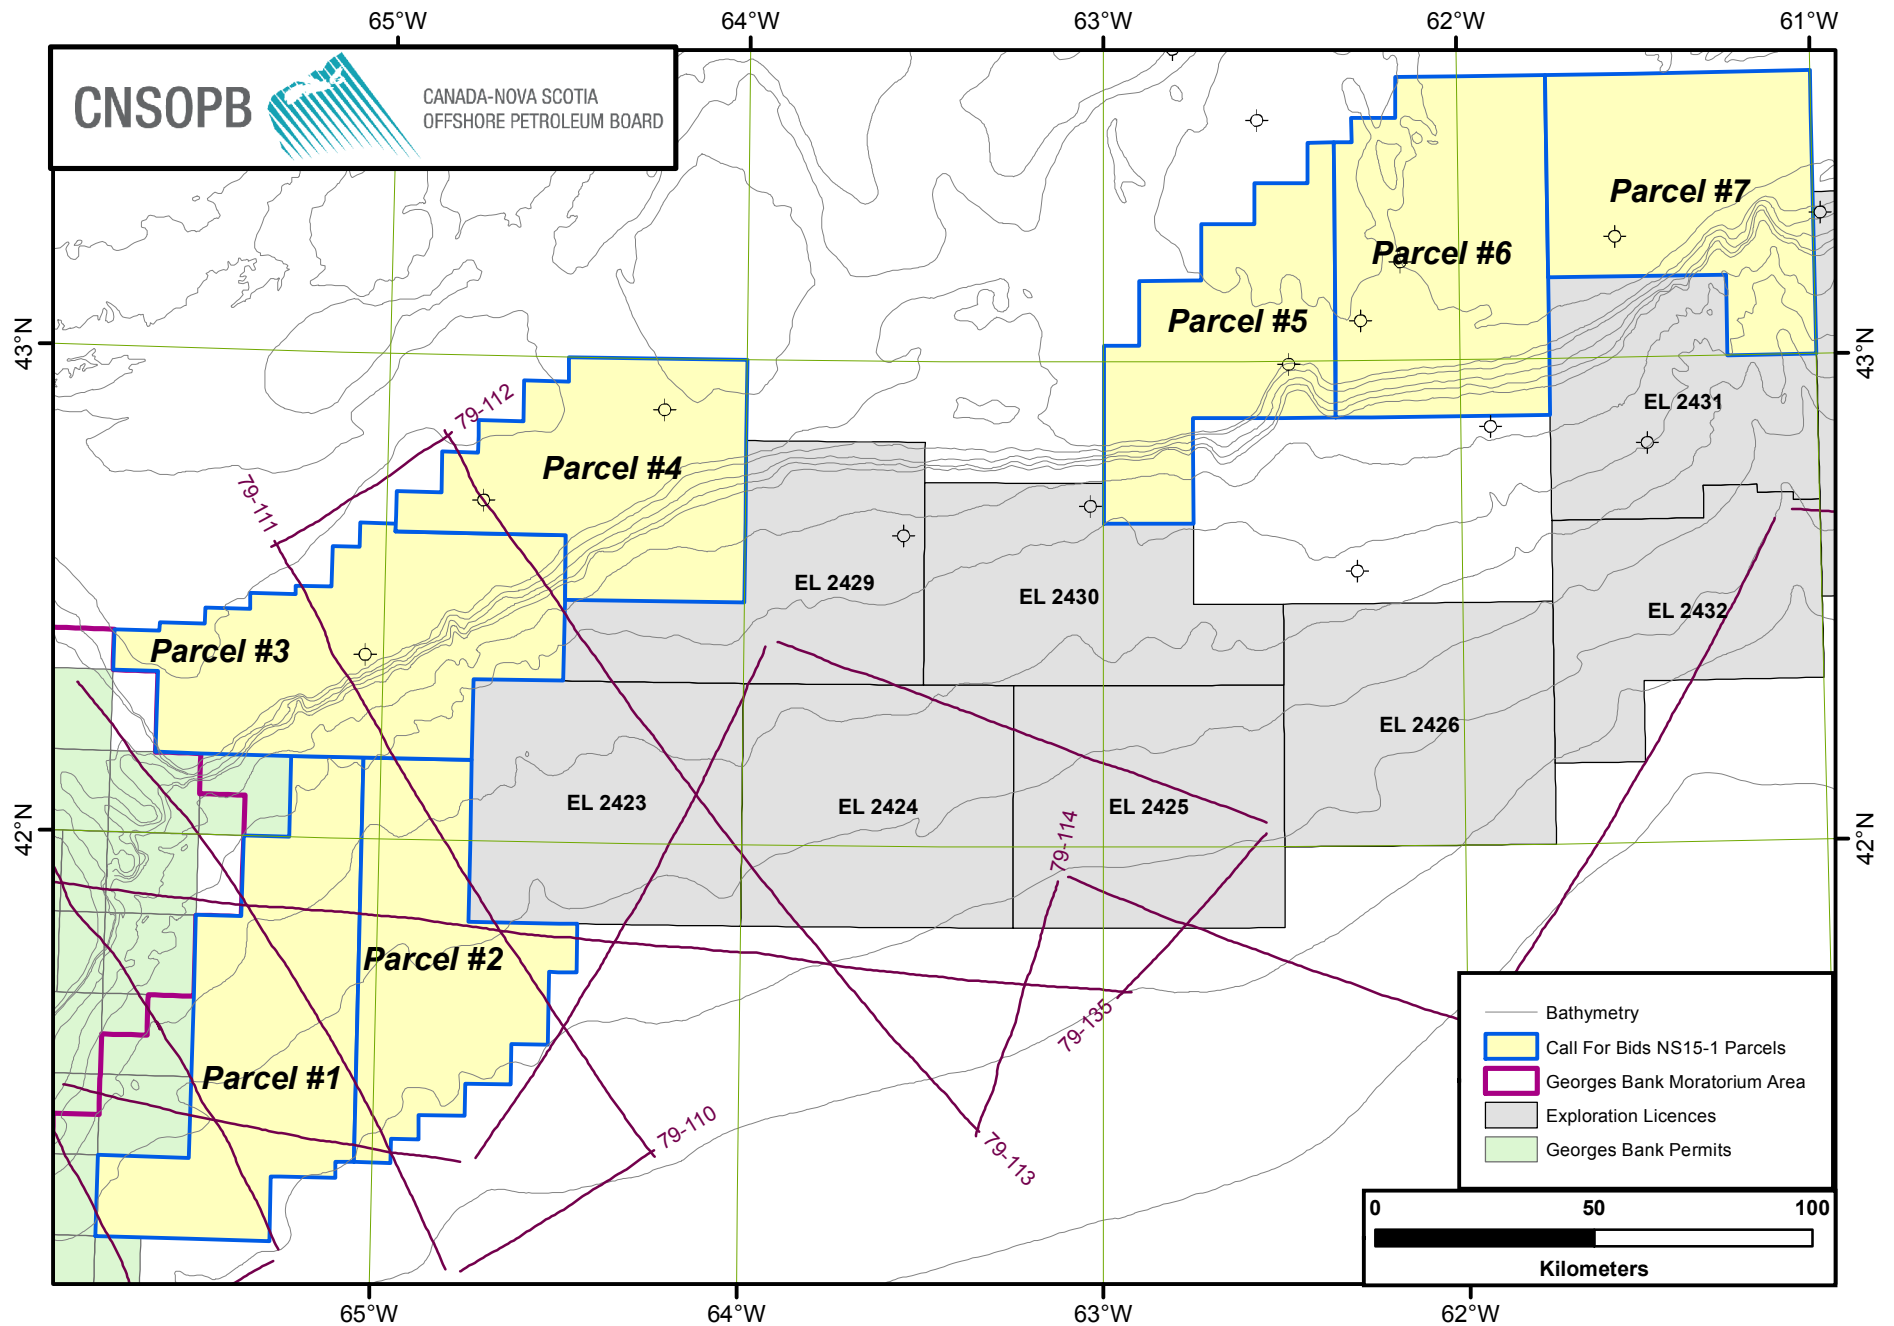 65°W
64°W
63°W
62°W
61°W
CNSOPB
CANADA-NOVA SCOTIA
OFFSHORE PETROLEUM BOARD
Parcel #7
Parcel #6
Parcel #5
43°N
43°N
EL 2431
79-112
Parcel #4
79-111
EL 2429
EL 2430
EL 2432
Parcel #3
EL 2426
EL 2423
EL 2424
EL 2425
42°N
42°N
79-114
Parcel #2
79-135
Parcel #1
79-110
79-113
Bathymetry
Call For Bids NS15-1 Parcels
Georges Bank Moratorium Area
Exploration Licences
Georges Bank Permits
0 50 100
Kilometers
65°W
64°W
63°W
62°W